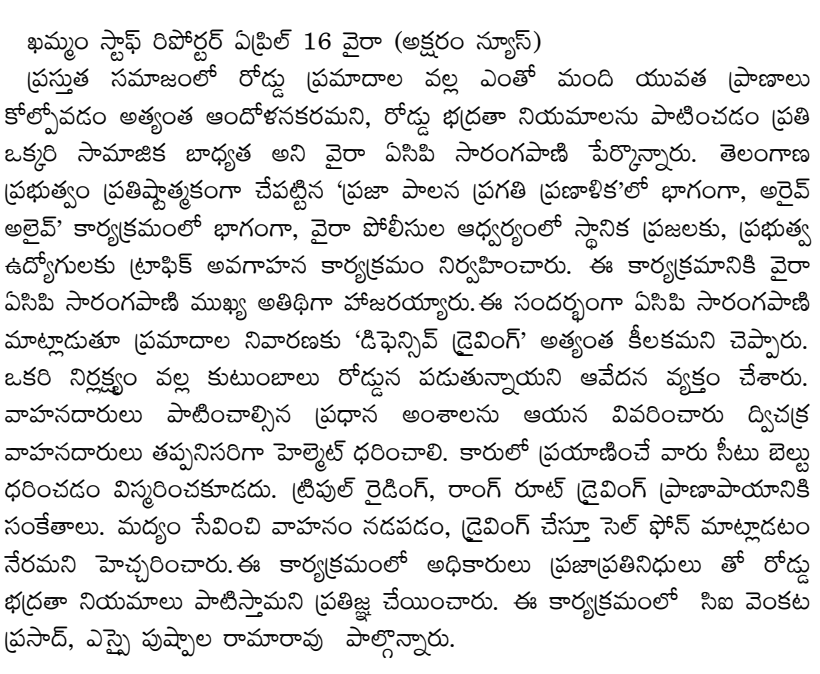 ఖమ్మం స్టాఫ్ రిపోర్టర్ ఏప్రిల్ 16 వైరా (అక్షరం న్యూస్)
ప్రస్తుత సమాజంలో రోడ్డు ప్రమాదాల వల్ల ఎంతో మంది యువత ప్రాణాలు
కోల్పోవడం అత్యంత ఆందోళనకరమని, రోడ్డు భద్రతా నియమాలను పాటించడం ప్రతి
ఒక్కరి సామాజిక బాధ్యత అని వైరా ఏసిపి సారంగపాణి పేర్కొన్నారు. తెలంగాణ
ప్రభుత్వం ప్రతిష్టాత్మకంగా చేపట్టిన ‘ప్రజా పాలన ప్రగతి ప్రణాళిక’లో భాగంగా, అరైవ్
అలైవ్’ కార్యక్రమంలో భాగంగా, వైరా పోలీసుల ఆధ్వర్యంలో స్థానిక ప్రజలకు, ప్రభుత్వ
ఉద్యోగులకు ట్రాఫిక్ అవగాహన కార్యక్రమం నిర్వహించారు. ఈ కార్యక్రమానికి వైరా
ఏసిపి సారంగపాణి ముఖ్య అతిథిగా హాజరయ్యారు.ఈ సందర్భంగా ఏసిపి సారంగపాణి
మాట్లాడుతూ ప్రమాదాల నివారణకు ‘డిఫెన్సివ్ డ్రైవింగ్’ అత్యంత కీలకమని చెప్పారు.
ఒకరి నిర్లక్ష్యం వల్ల కుటుంబాలు రోడ్డున పడుతున్నాయని ఆవేదన వ్యక్తం చేశారు.
వాహనదారులు పాటించాల్సిన ప్రధాన అంశాలను ఆయన వివరించారు ద్విచక్ర
వాహనదారులు తప్పనిసరిగా హెల్మెట్ ధరించాలి. కారులో ప్రయాణించే వారు సీటు బెల్టు
ధరించడం విస్మరించకూడదు. ట్రిపుల్ రైడింగ్, రాంగ్ రూట్ డ్రైవింగ్ ప్రాణాపాయానికి
సంకేతాలు. మద్యం సేవించి వాహనం నడపడం, డ్రైవింగ్ చేస్తూ సెల్ ఫోన్ మాట్లాడటం
నేరమని హెచ్చరించారు.ఈ కార్యక్రమంలో అధికారులు ప్రజాప్రతినిధులు తో రోడ్డు
భద్రతా నియమాలు పాటిస్తామని ప్రతిజ్ఞ చేయించారు. ఈ కార్యక్రమంలో సిఐ వెంకట
ప్రసాద్, ఎస్సై పుష్పాల రామారావు పాల్గొన్నారు.